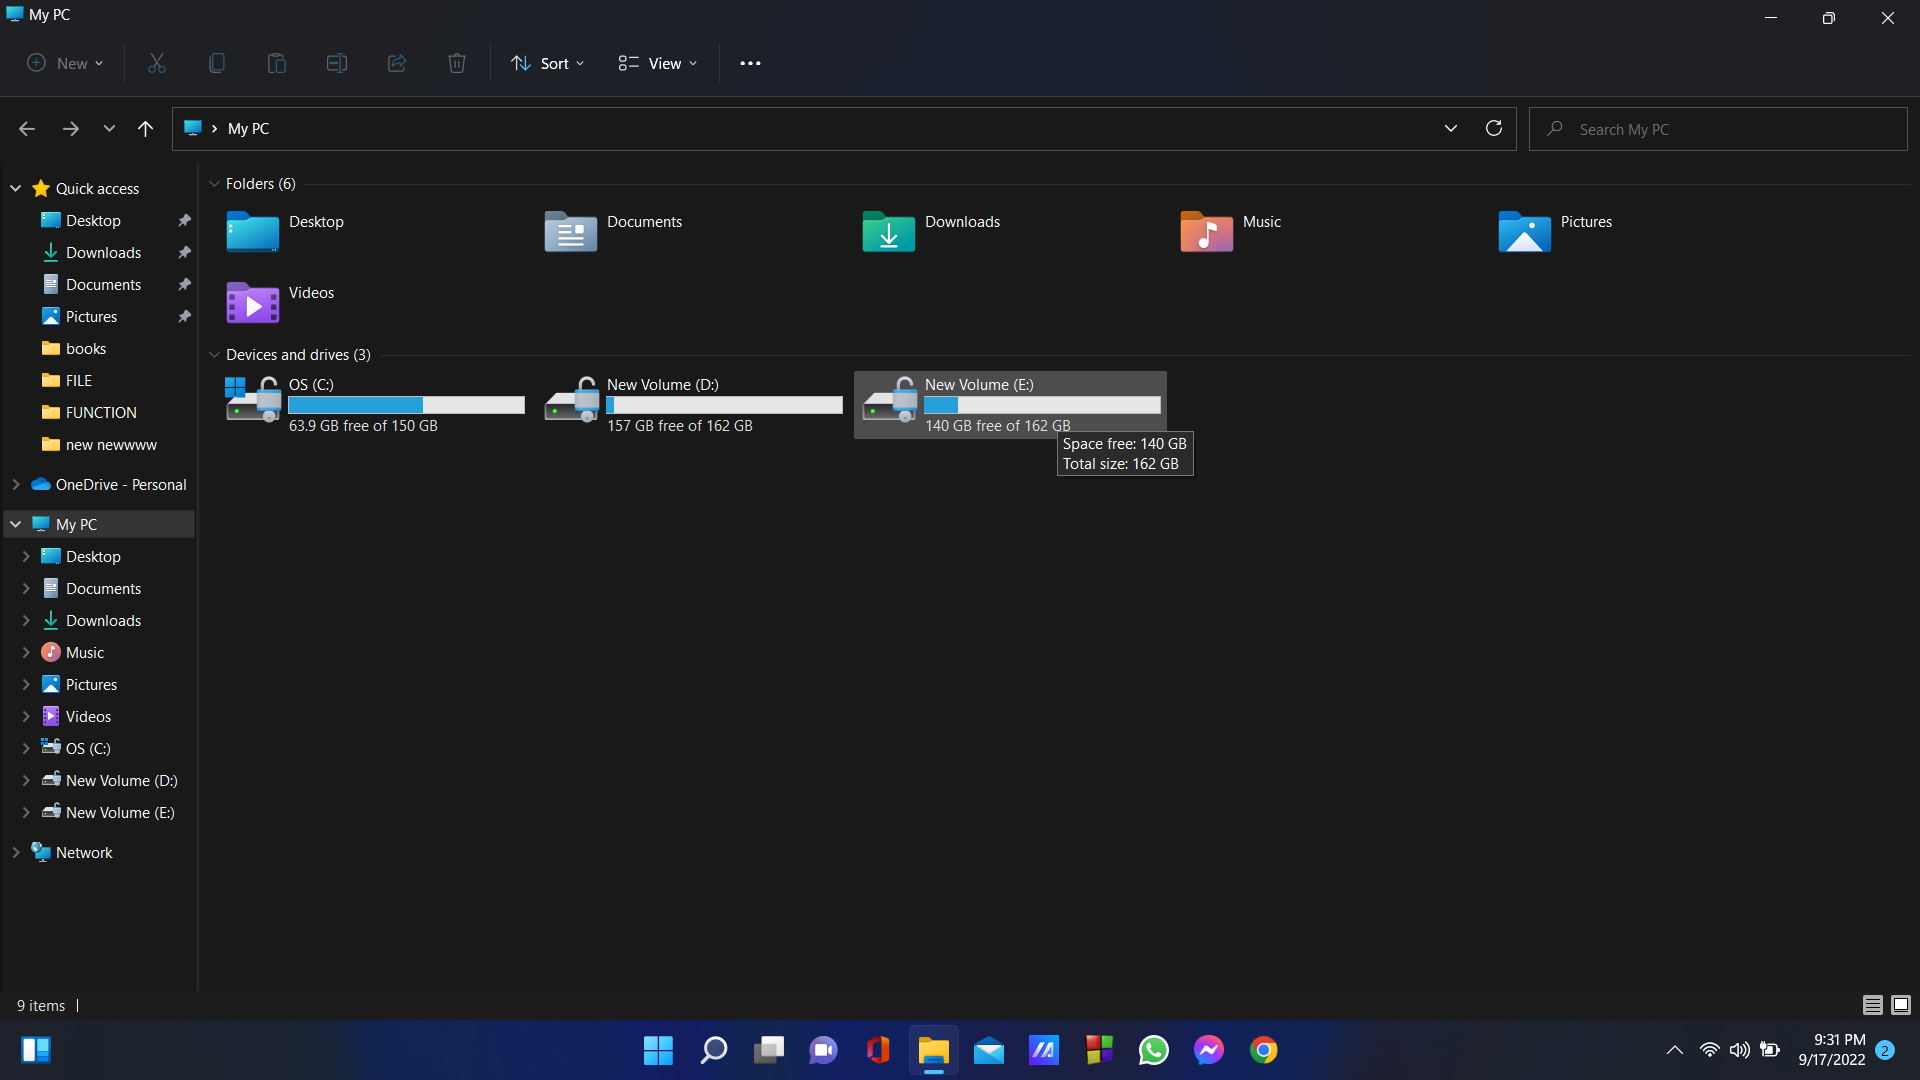 My PC
New
Sort
View
My PC
Search My PC
Quick access
Desktop
Downloads
Documents
Pictures
books
FILE
FUNCTION
new newwww
OneDrive - Personal
My PC
Desktop
Documents
Downloads
Music
Pictures
Videos
OS (C:)
New Volume (D:)
New Volume (E:)
Network
Folders (6)
Desktop
Documents
Downloads
Music
Pictures
Videos
Devices and drives (3)
OS (C:)
63.9 GB free of 150 GB
New Volume (D:)
157 GB free of 162 GB
New Volume (E:)
140 GB free of 162 GB
Space free: 140 GB
Total size: 162 GB
9 items
9:31 PM
9/17/2022
2